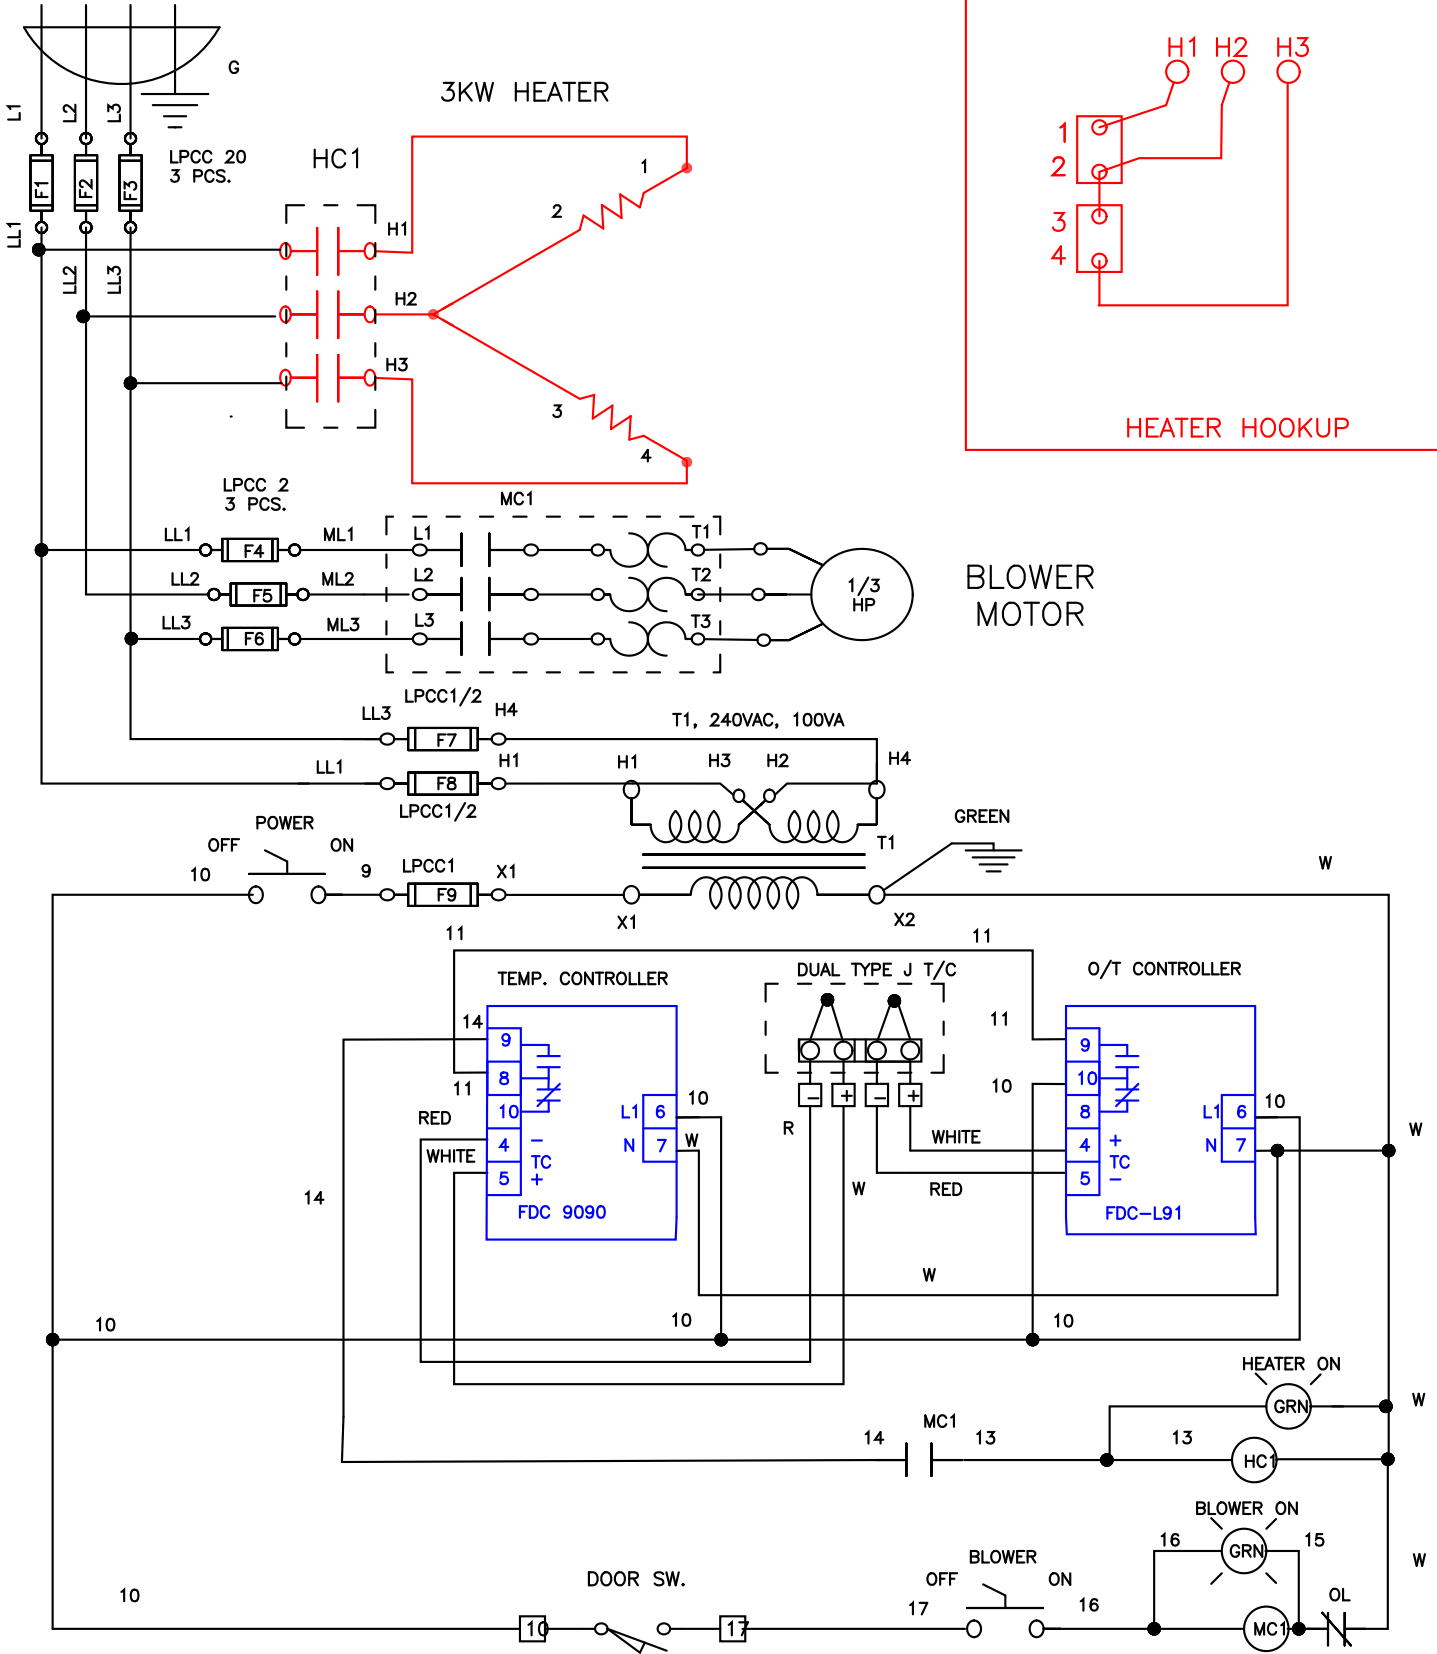 H1 H2 H3
1
2
3
4
HEATER HOOKUP
G
L1
L2
L3
3KW HEATER
LPCC 20
3 PCS.
F1
F2
F3
HC1
LL1
LL2
LL3
H1
H2
H3
1
2
3
4
LPCC 2
3 PCS.
MC1
LL1 F4 ML1 L1 T1
LL2 F5 ML2 L2 T2
LL3 F6 ML3 L3 T3
1/3
HP
BLOWER
MOTOR
LPCC1/2
LL3 F7 H4
T1, 240VAC, 100VA
LL1 F8 H1
LPCC1/2
H1 H3 H2 H4
T1
POWER
OFF ON
10 9
LPCC1
F9
X1
X1 X2
GREEN
W
11 11
TEMP. CONTROLLER
DUAL TYPE J T/C
O/T CONTROLLER
14
11
RED
WHITE
9
8
10
4 -
TC
5 +
L1 6
N 7
FDC 9090
10
W
- + - +
R
W
WHITE
RED
11
10
9
10
8
4 +
TC
5 -
L1 6
N 7
FDC-L91
10
W
14
W
10 10 10
HEATER ON
GRN
W
14 MC1 13 13 HC1
BLOWER ON
16 GRN 15
W
10
DOOR SW.
10 17
17
BLOWER
OFF ON
16
MC1
OL